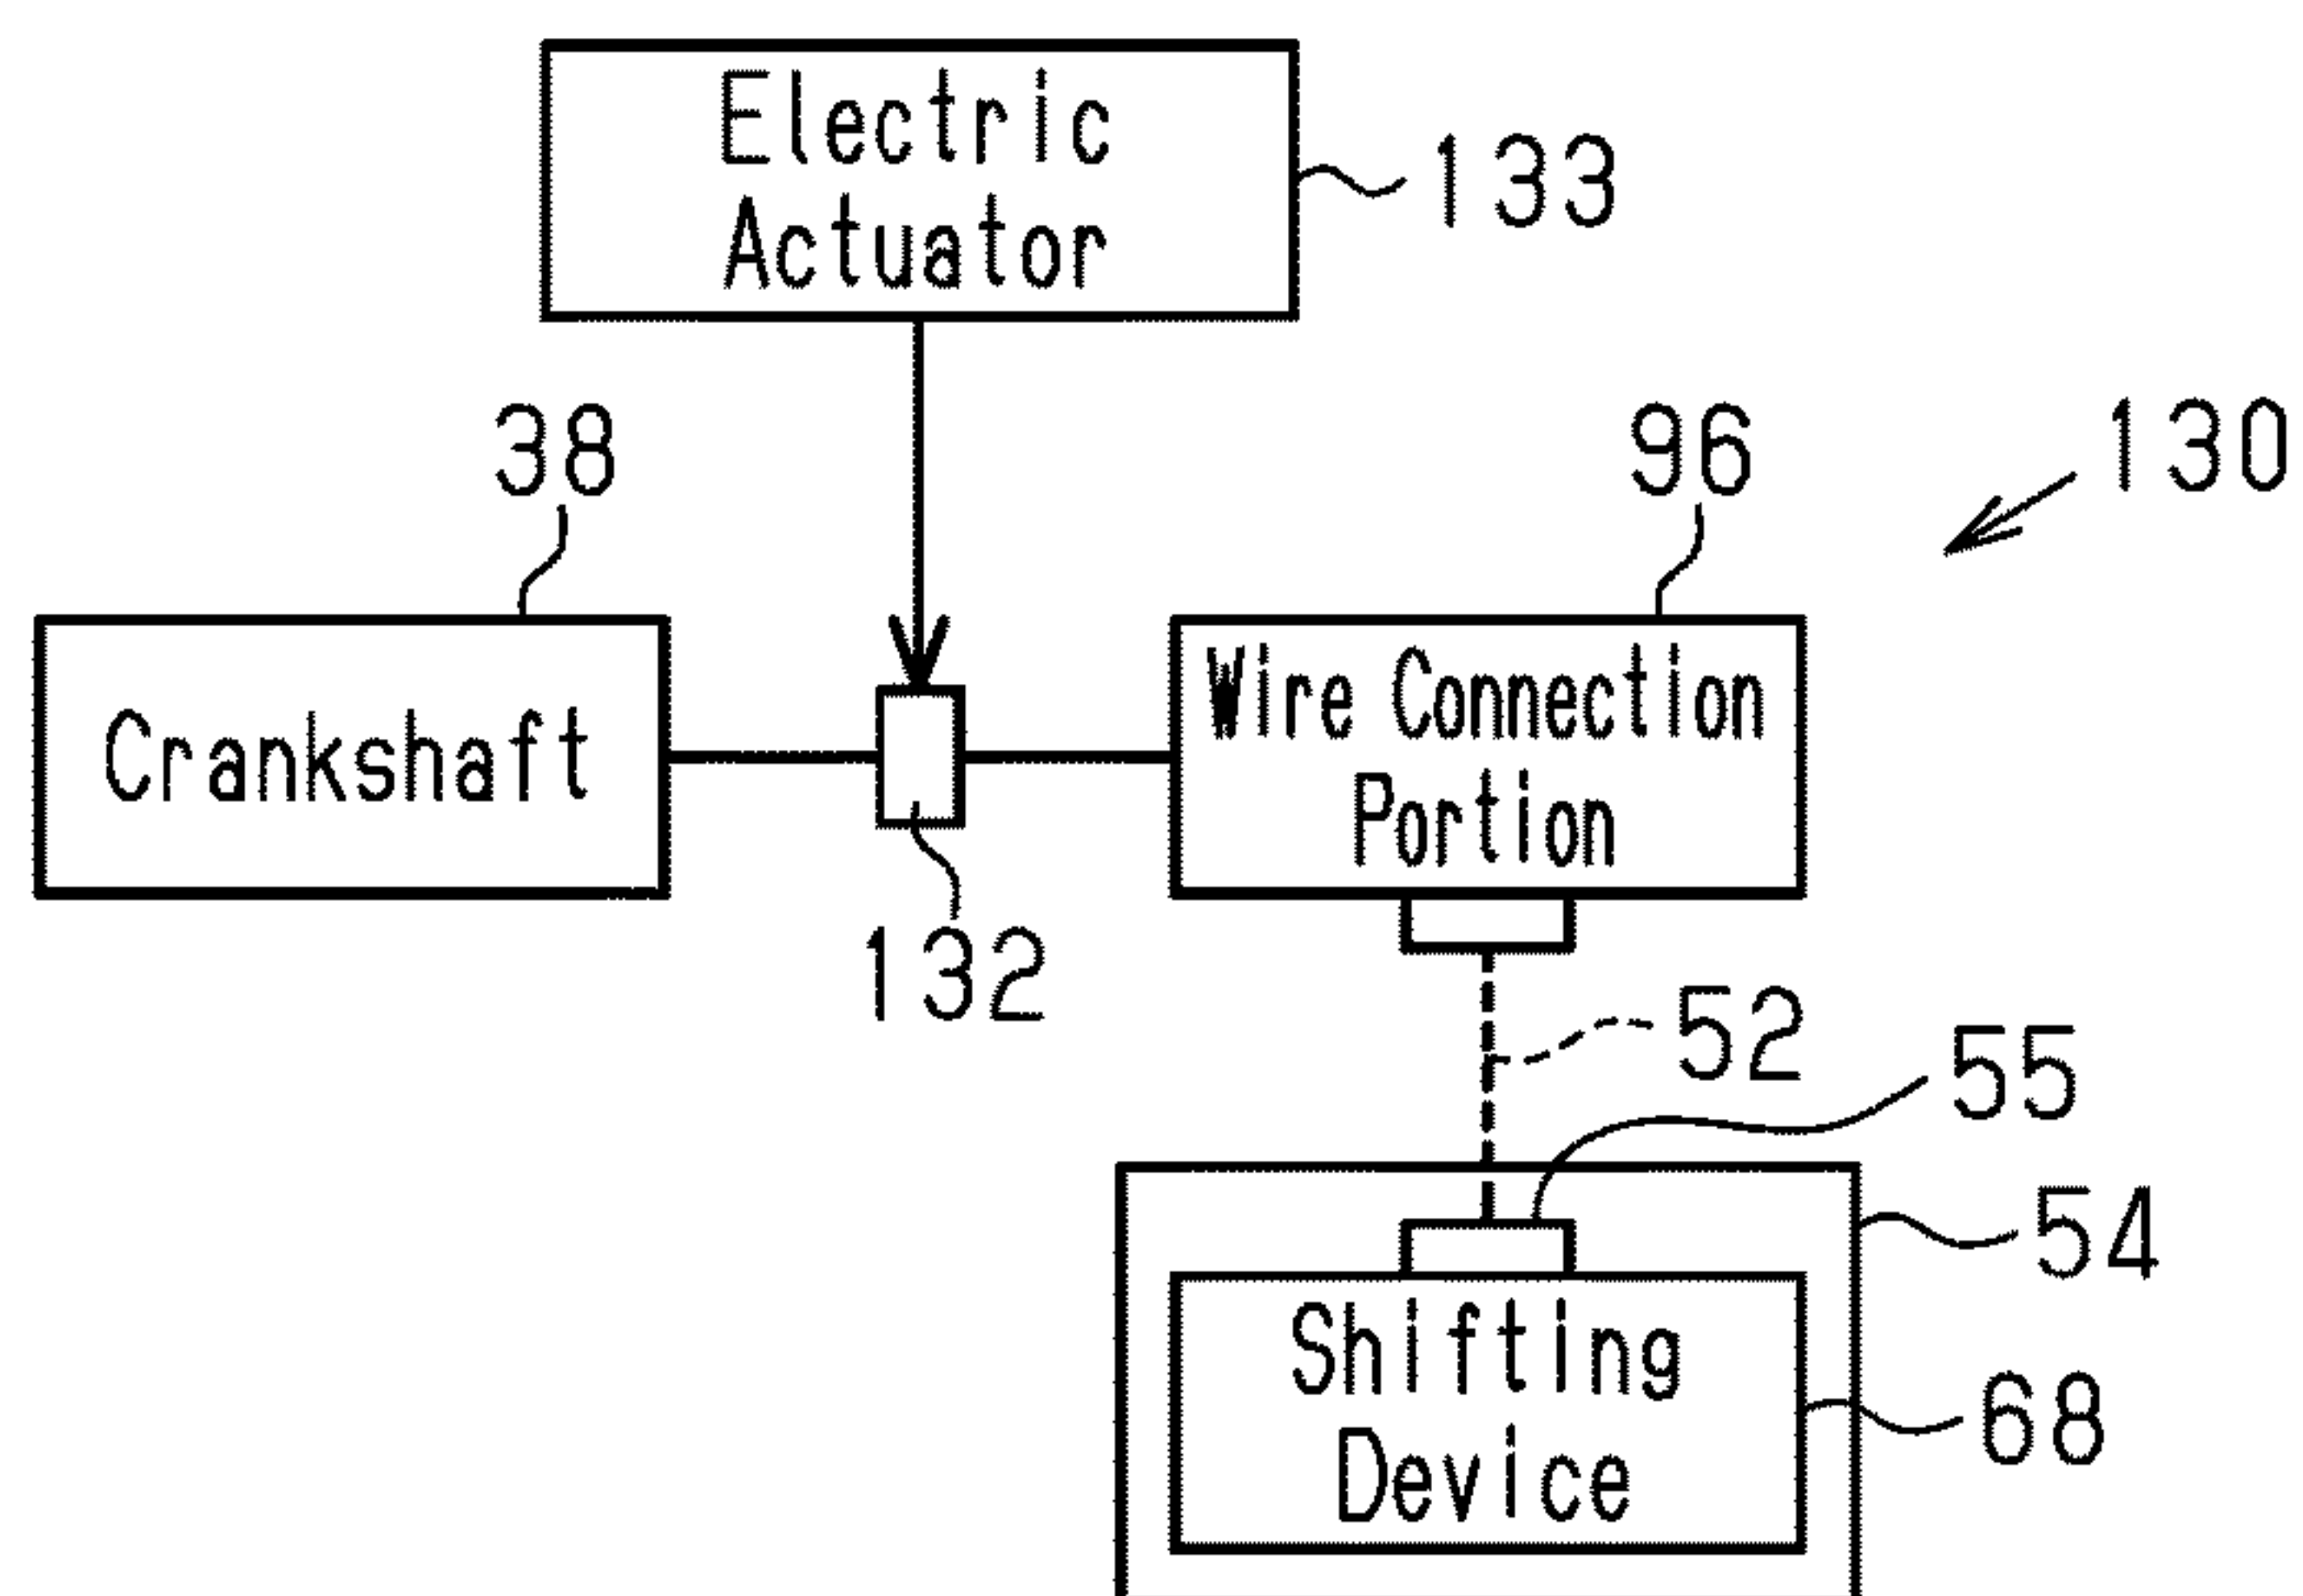 Electric
Actuator
133
38
96
130
Crankshaft
Wire Connection
Portion
132
52
55
54
Shifting
Device
68